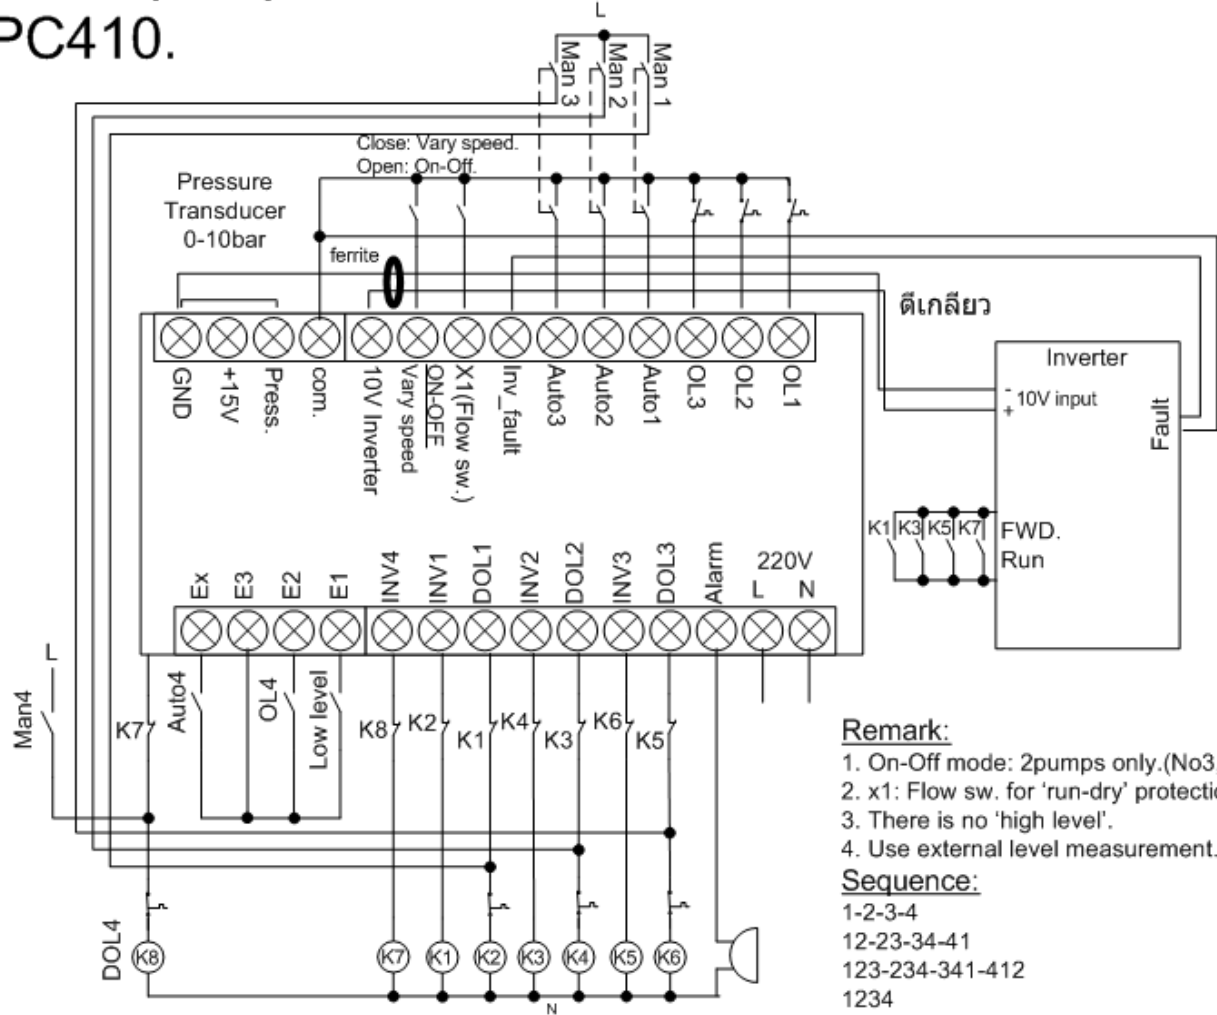 PC410.
L
Man 3
Man 2
Man 1
Close: Vary speed.
Open: On-Off.
Pressure
Transducer
0-10bar
ferrite
ตีเกลียว
GND
+15V
Press.
com.
10V Inverter
Vary speed
ON-OFF
X1(Flow sw.)
Inv_fault
Auto3
Auto2
Auto1
OL3
OL2
OL1
Inverter
- 10V input
+
Fault
K1
K3
K5
K7
FWD.
Run
Ex
E3
E2
E1
INV4
INV1
DOL1
INV2
DOL2
INV3
DOL3
Alarm
220V
L
N
L
Man4
K7
Auto4
OL4
Low level
K8
K2
K1
K4
K3
K6
K5
DOL4
K8
K7
K1
K2
K3
K4
K5
K6
N
Remark:
1. On-Off mode: 2pumps only.(No3
2. x1: Flow sw. for 'run-dry' protectio
3. There is no 'high level'.
4. Use external level measurement.
Sequence:
1-2-3-4
12-23-34-41
123-234-341-412
1234